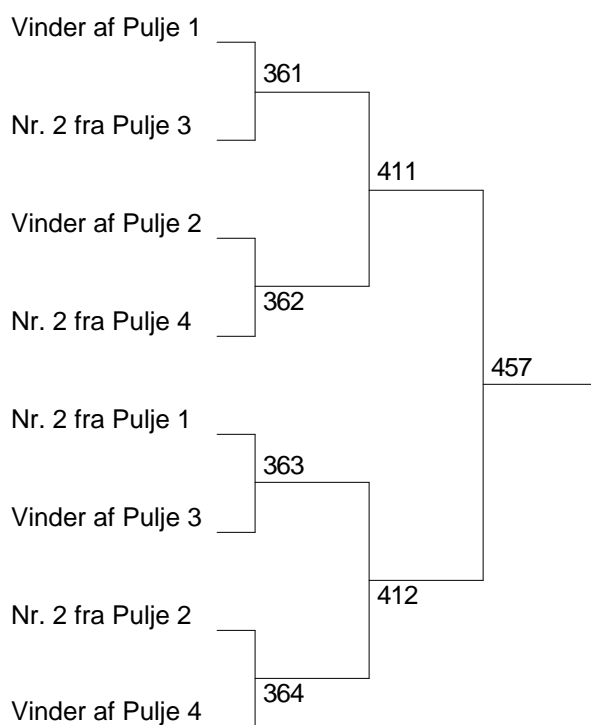 Vinder af Pulje 1
361
Nr. 2 fra Pulje 3
411
Vinder af Pulje 2
362
Nr. 2 fra Pulje 4
457
Nr. 2 fra Pulje 1
363
Vinder af Pulje 3
412
Nr. 2 fra Pulje 2
364
Vinder af Pulje 4